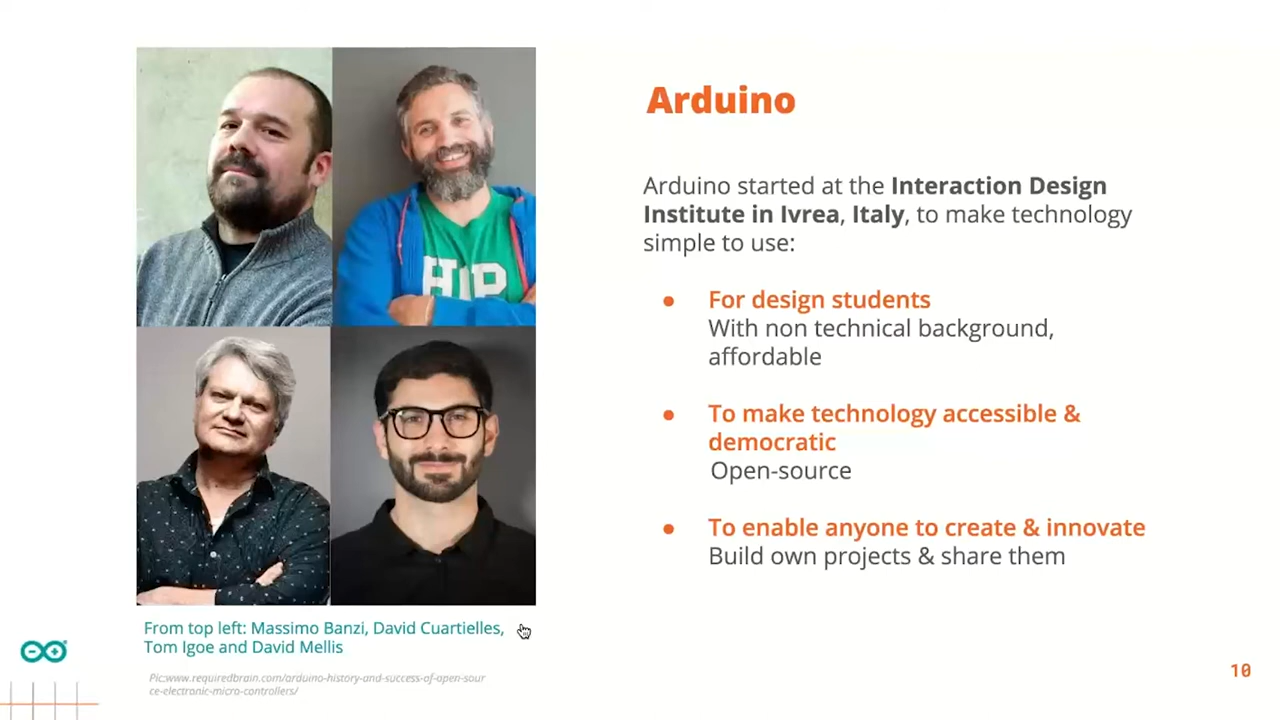 Arduino
Arduino started at the Interaction Design
Institute in Ivrea, Italy, to make technology
simple to use:
● For design students
With non technical background,
affordable
● To make technology accessible &
democratic
Open-source
● To enable anyone to create & innovate
Build own projects & share them
From top left: Massimo Banzi, David Cuartielles,
Tom Igoe and David Mellis
Pic:www.requiredbrain.com/arduino-history-and-success-of-open-sour
ce-electronic-micro-controllers/
10